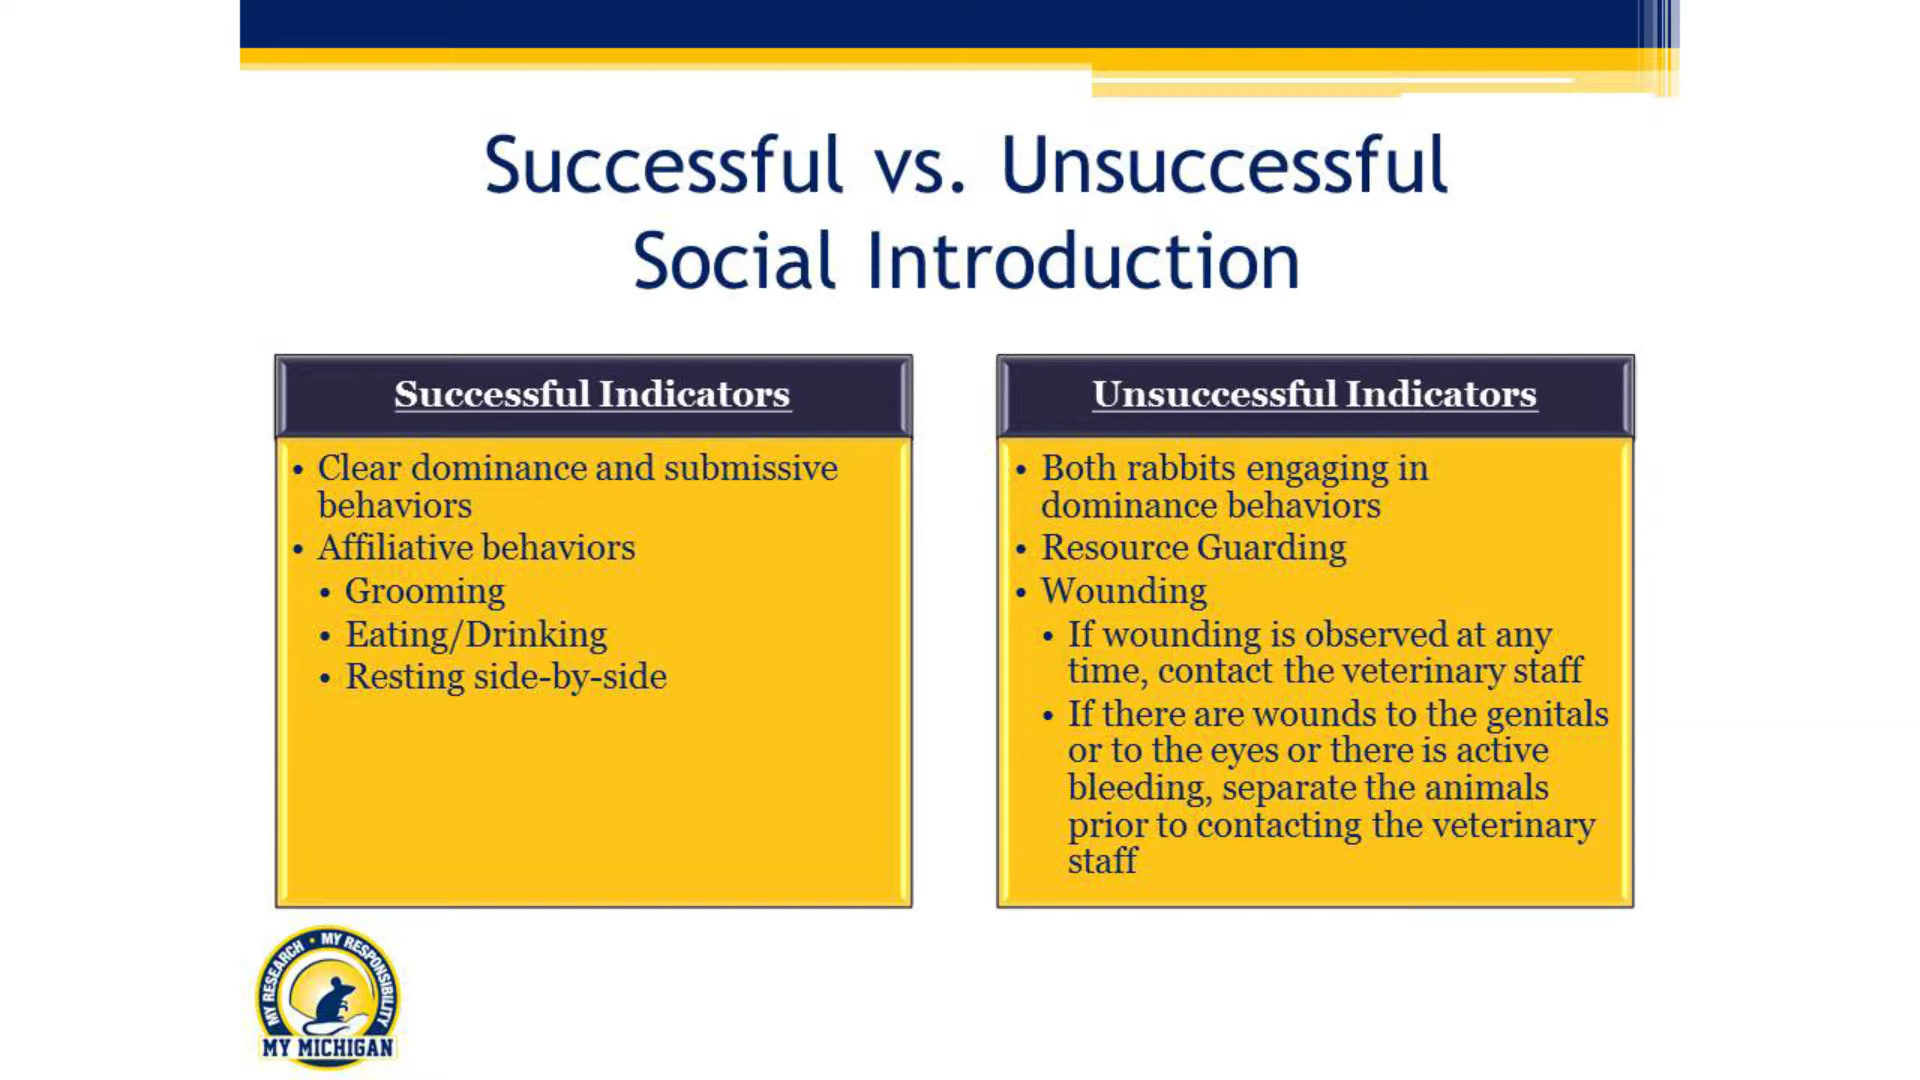 Successful vs. Unsuccessful
Social Introduction
Successful Indicators
• Clear dominance and submissive
behaviors
• Affiliative behaviors
• Grooming
• Eating/Drinking
• Resting side-by-side
Unsuccessful Indicators
• Both rabbits engaging in
dominance behaviors
• Resource Guarding
• Wounding
• If wounding is observed at any
time, contact the veterinary staff
• If there are wounds to the genitals
or to the eyes or there is active
bleeding, separate the animals
prior to contacting the veterinary
staff
MY RESEARCH • MY RESPONSIBILITY
MY MICHIGAN